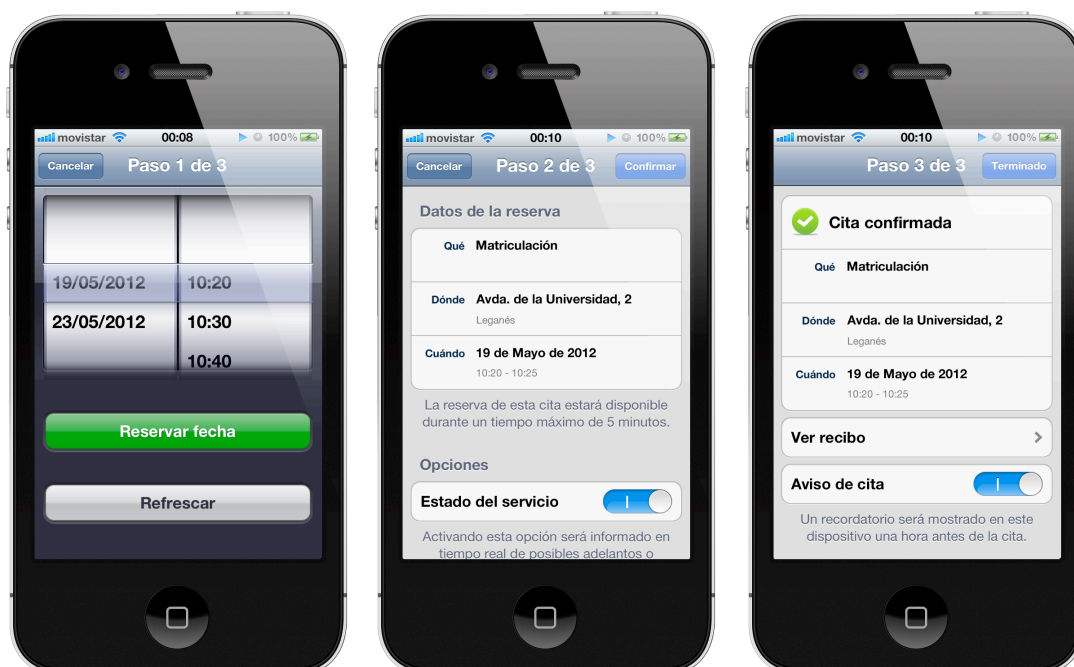 movistar 00:08 100%
Cancelar Paso 1 de 3
19/05/2012 10:20
23/05/2012 10:30
10:40
Reservar fecha
Refrescar
movistar 00:10 100%
Cancelar Paso 2 de 3 Confirmar
Datos de la reserva
Qué Matriculación
Dónde Avda. de la Universidad, 2
Leganés
Cuándo 19 de Mayo de 2012
10:20 - 10:25
La reserva de esta cita estará disponible
durante un tiempo máximo de 5 minutos.
Opciones
Estado del servicio
Activando esta opción será informado en
tiempo real de posibles adelantos o
movistar 00:10 100%
Paso 3 de 3 Terminado
Cita confirmada
Qué Matriculación
Dónde Avda. de la Universidad, 2
Leganés
Cuándo 19 de Mayo de 2012
10:20 - 10:25
Ver recibo
Aviso de cita
Un recordatorio será mostrado en este
dispositivo una hora antes de la cita.